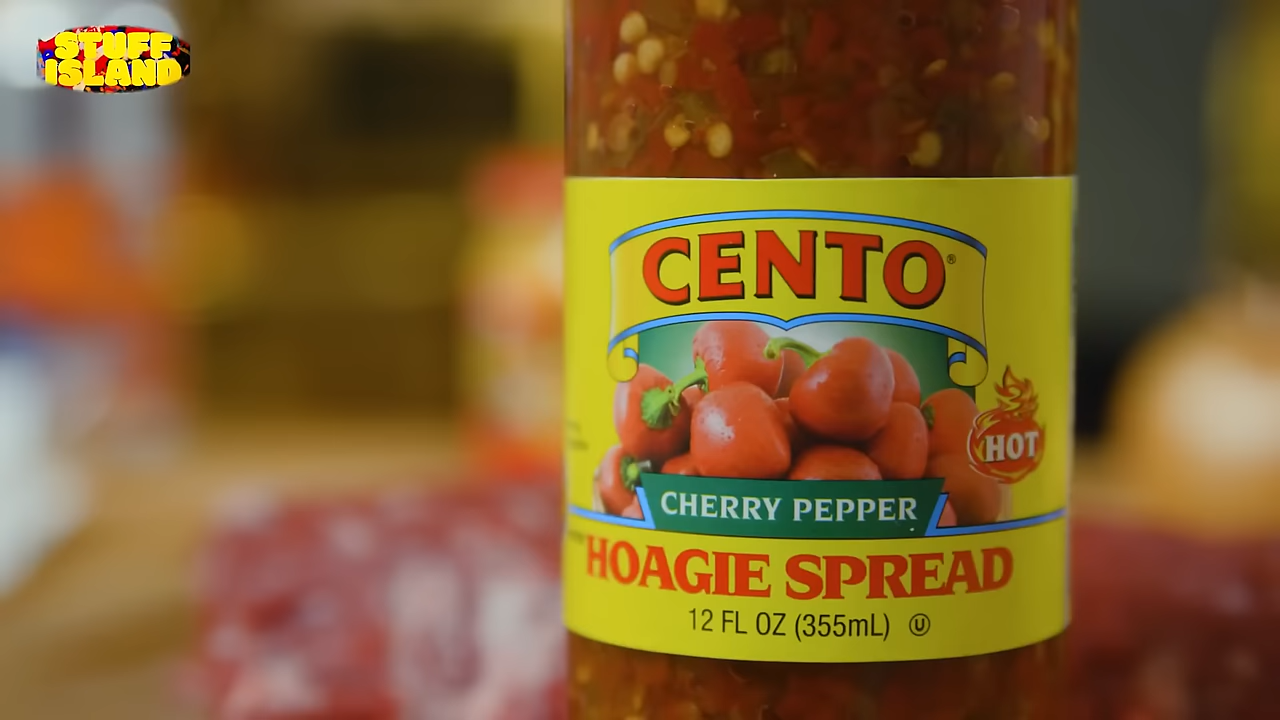 STUFF
ISLAND
CENTO®
HOT
CHERRY PEPPER
HOAGIE SPREAD
12 FL OZ (355mL) Ⓤ